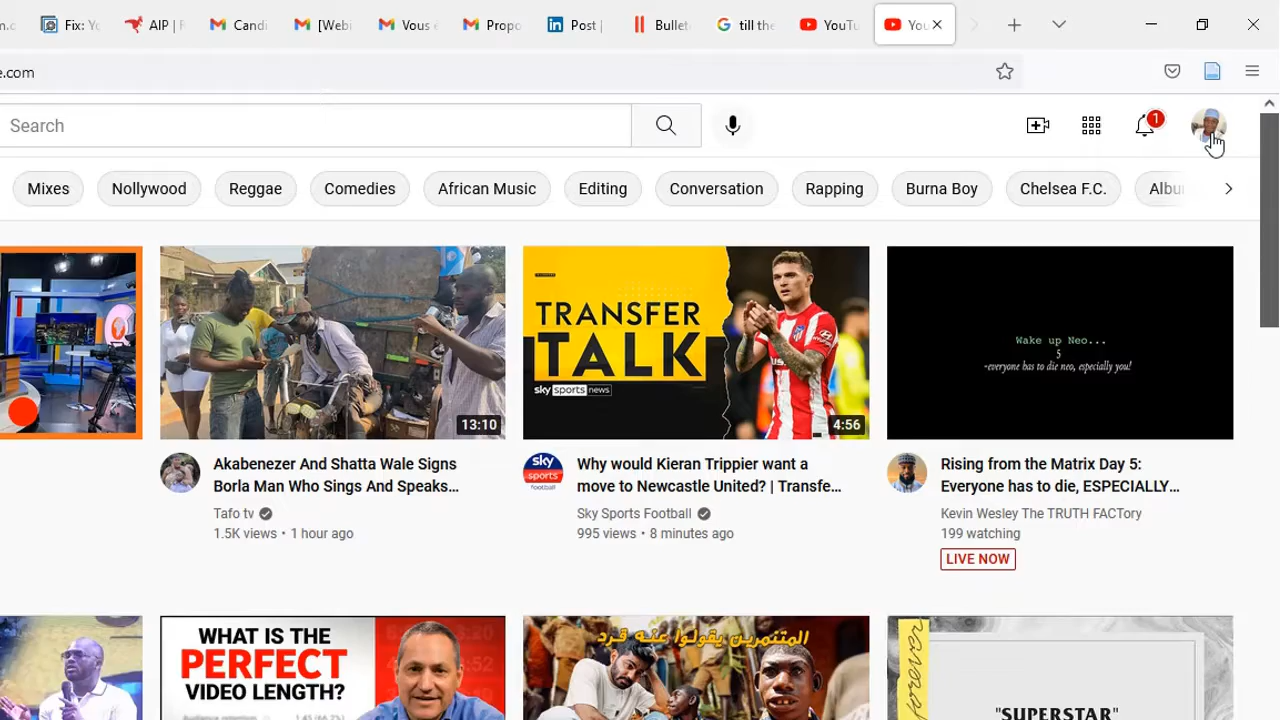 Fix: Yo
AIP | F
Candi
[Webi
Vous é
Propo
Post |
Bullet
till the
YouTu
You
e.com
Search
1
Mixes
Nollywood
Reggae
Comedies
African Music
Editing
Conversation
Rapping
Burna Boy
Chelsea F.C.
Albu
TRANSFER
TALK
sky sports news
Wake up Neo...
5
-everyone has to die neo, especially you!
13:10
4:56
Akabenezer And Shatta Wale Signs
Borla Man Who Sings And Speaks...
Tafo tv
1.5K views • 1 hour ago
sky
sports
football
Why would Kieran Trippier want a
move to Newcastle United? | Transfe...
Sky Sports Football
995 views • 8 minutes ago
Rising from the Matrix Day 5:
Everyone has to die, ESPECIALLY...
Kevin Wesley The TRUTH FACTory
199 watching
LIVE NOW
WHAT IS THE
PERFECT
VIDEO LENGTH?
المتنمرين يقولوا عنه قرد
forever
"SUPERSTAR"